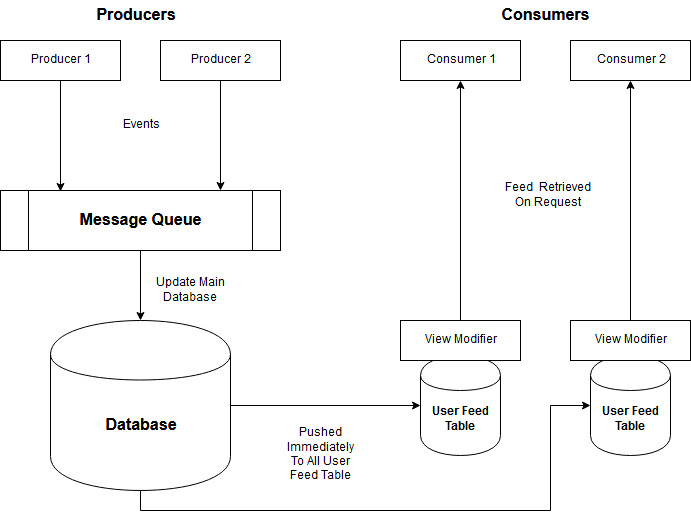 Producers
Consumers
Producer 1
Producer 2
Consumer 1
Consumer 2
Events
Feed Retrieved
On Request
Message Queue
Update Main
Database
View Modifier
View Modifier
Database
User Feed
Table
User Feed
Table
Pushed
Immediately
To All User
Feed Table